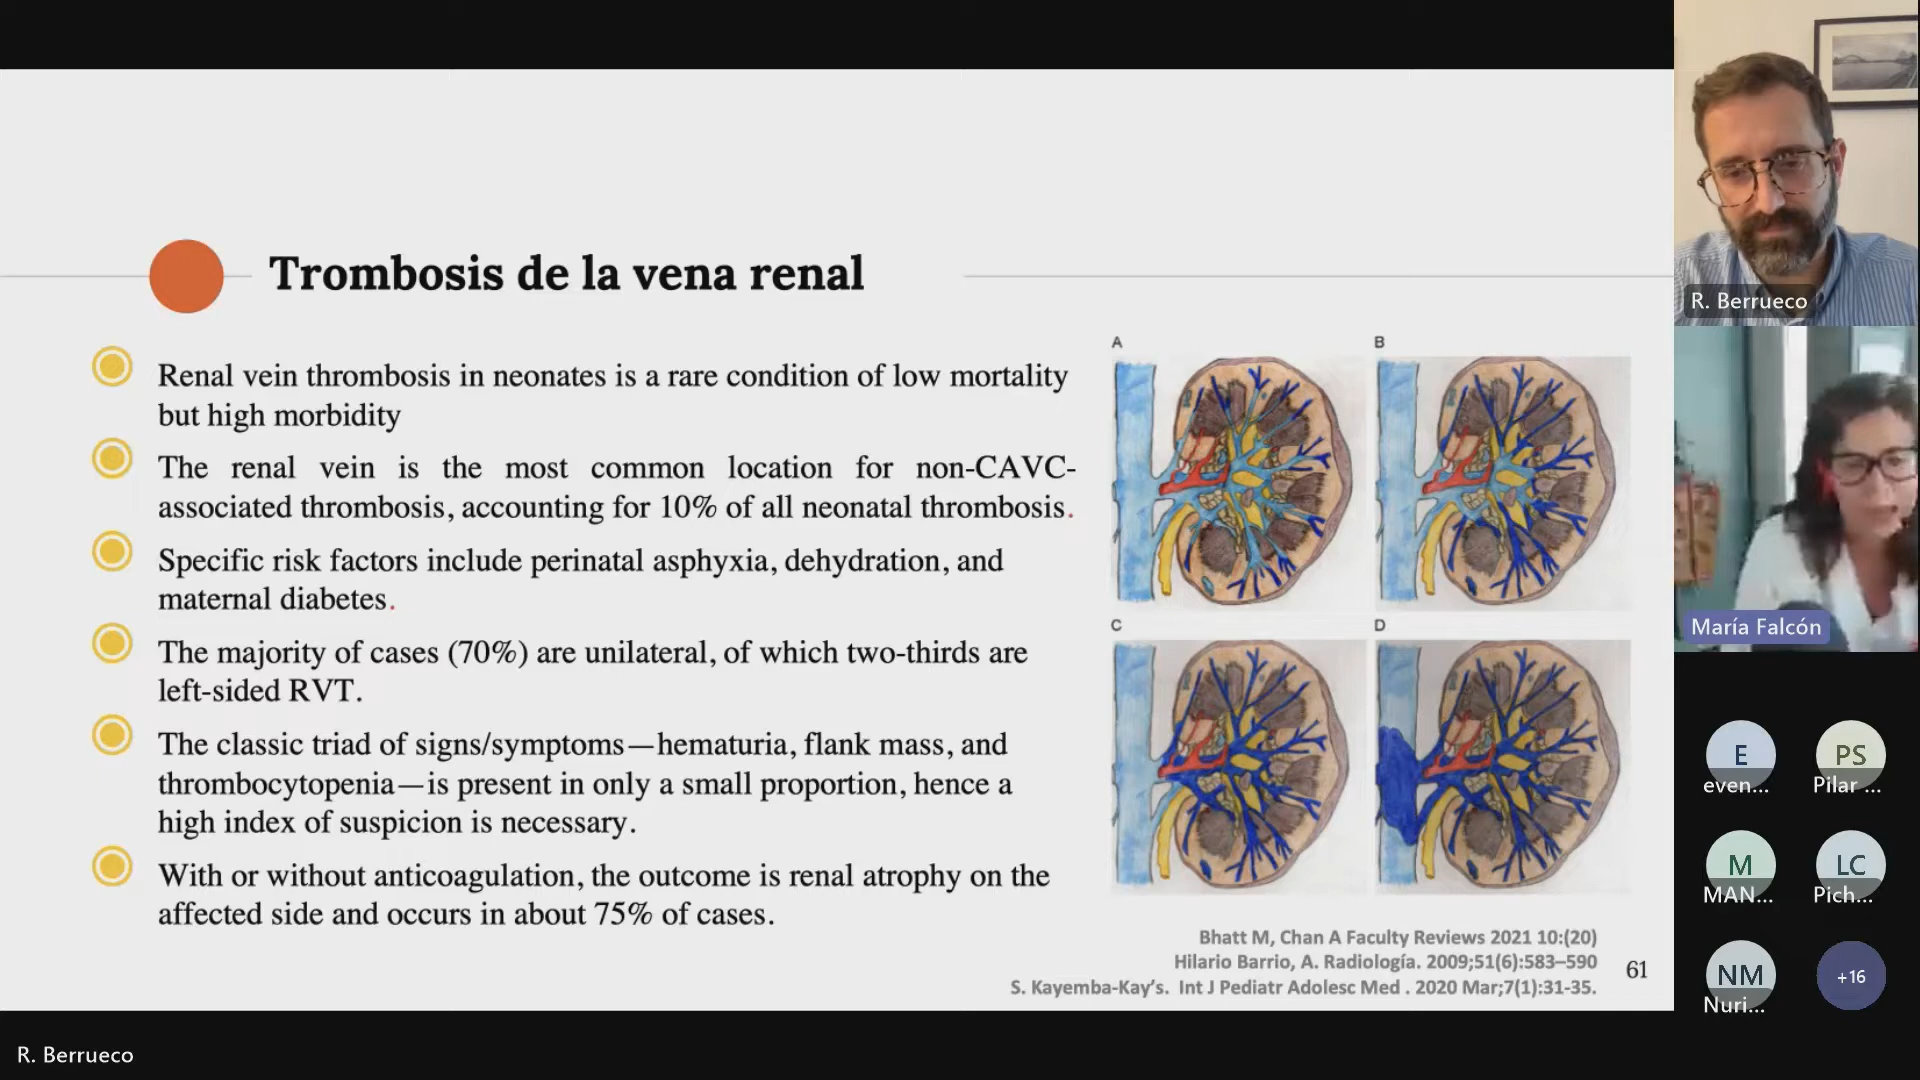 Trombosis de la vena renal
Renal vein thrombosis in neonates is a rare condition of low mortality
but high morbidity
The renal vein is the most common location for non-CAVC-
associated thrombosis, accounting for 10% of all neonatal thrombosis.
Specific risk factors include perinatal asphyxia, dehydration, and
maternal diabetes.
The majority of cases (70%) are unilateral, of which two-thirds are
left-sided RVT.
The classic triad of signs/symptoms—hematuria, flank mass, and
thrombocytopenia—is present in only a small proportion, hence a
high index of suspicion is necessary.
With or without anticoagulation, the outcome is renal atrophy on the
affected side and occurs in about 75% of cases.
A
B
C
D
Bhatt M, Chan A Faculty Reviews 2021 10:(20)
Hilario Barrio, A. Radiología. 2009;51(6):583–590
S. Kayemba-Kay's. Int J Pediatr Adolesc Med . 2020 Mar;7(1):31-35.
61
R. Berrueco
María Falcón
E
even...
PS
Pilar ...
M
MAN...
LC
Pich...
NM
Nuri...
+16
R. Berrueco